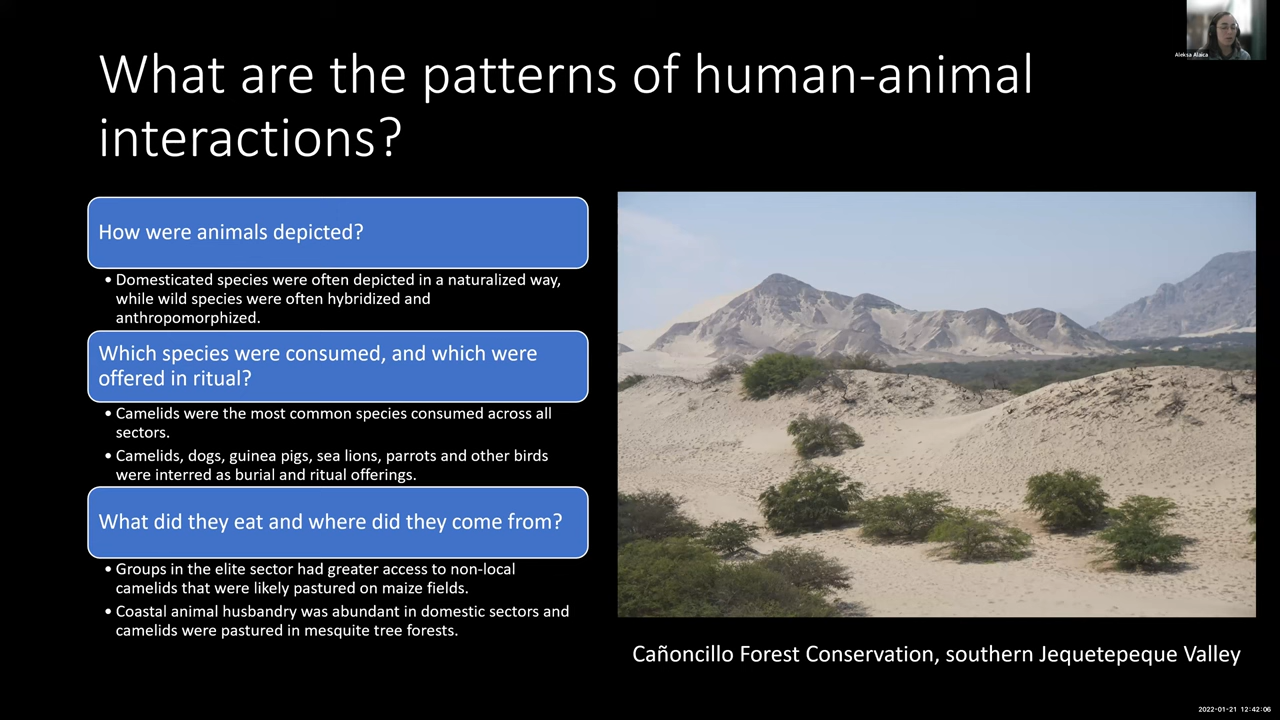 What are the patterns of human-animal
interactions?
Aleksa Alaica
How were animals depicted?
• Domesticated species were often depicted in a naturalized way,
while wild species were often hybridized and
anthropomorphized.
Which species were consumed, and which were
offered in ritual?
• Camelids were the most common species consumed across all
sectors.
• Camelids, dogs, guinea pigs, sea lions, parrots and other birds
were interred as burial and ritual offerings.
What did they eat and where did they come from?
• Groups in the elite sector had greater access to non-local
camelids that were likely pastured on maize fields.
• Coastal animal husbandry was abundant in domestic sectors and
camelids were pastured in mesquite tree forests.
Cañoncillo Forest Conservation, southern Jequetepeque Valley
2022-01-21 12:42:06